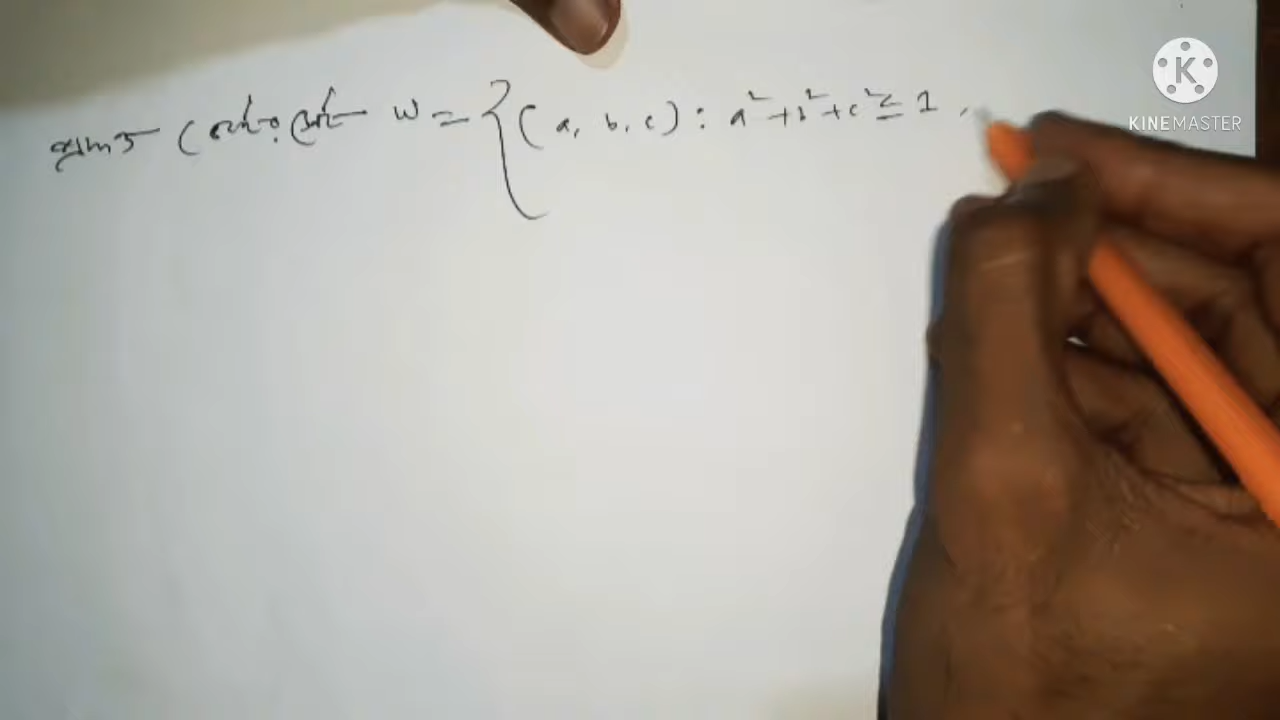 W = { (a, b, c) : a² + b² + c² ≤ 1,
KINEMASTER